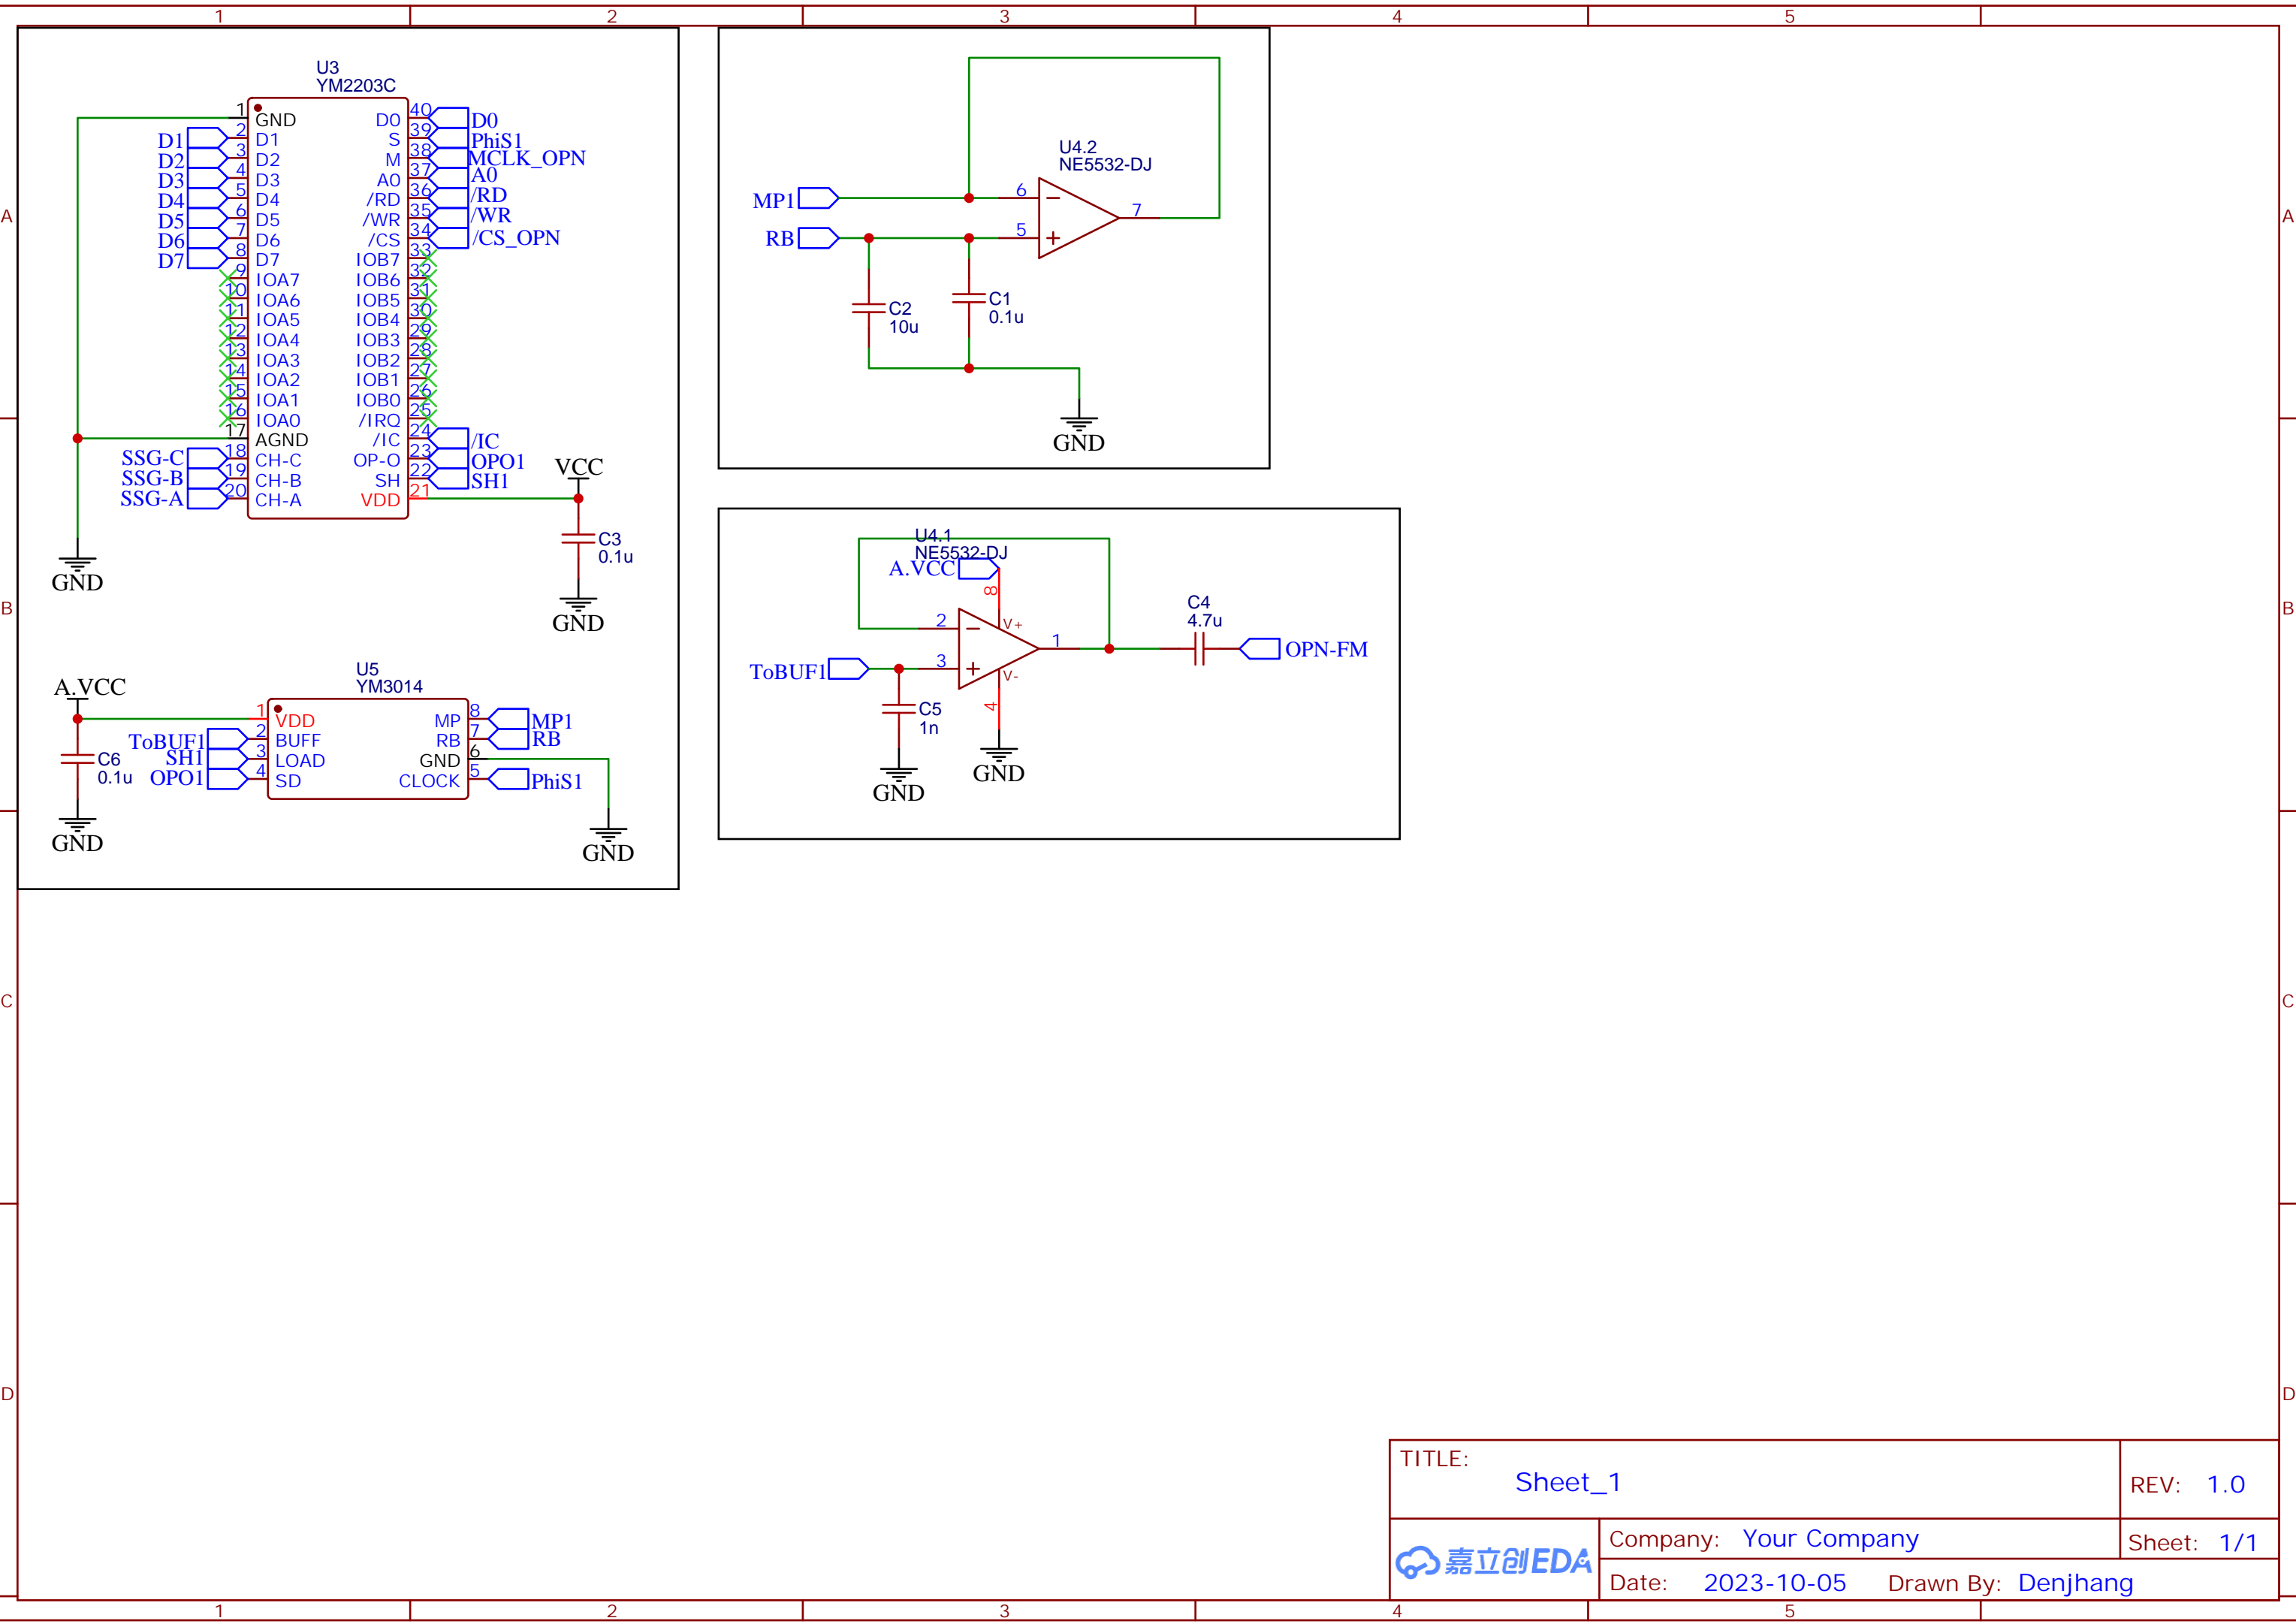 1 2 3 4 5
A
B
C
D
U3
YM2203C
1 GND D0 40 D0
D1 2 D1 S 39 PhiS1
D2 3 D2 M 38 MCLK_OPN
D3 4 D3 A0 37 A0
D4 5 D4 /RD 36 /RD
D5 6 D5 /WR 35 /WR
D6 7 D6 /CS 34 /CS_OPN
D7 8 D7 IOB7 33
9 IOA7 IOB6 32
10 IOA6 IOB5 31
11 IOA5 IOB4 30
12 IOA4 IOB3 29
13 IOA3 IOB2 28
14 IOA2 IOB1 27
15 IOA1 IOB0 26
16 IOA0 /IRQ 25
17 AGND /IC 24 /IC
SSG-C 18 CH-C OP-O 23 OPO1
SSG-B 19 CH-B SH 22 SH1
SSG-A 20 CH-A VDD 21
VCC
C3
0.1u
GND
GND
U5
YM3014
A.VCC
1 VDD MP 8 MP1
ToBUF1 2 BUFF RB 7 RB
SH1 3 LOAD GND 6
OPO1 4 SD CLOCK 5 PhiS1
C6
0.1u
GND
GND
U4.2
NE5532-DJ
MP1 6
RB 5
7
C2
10u
C1
0.1u
GND
U4.1
NE5532-DJ
A.VCC
8
2 V+
1
ToBUF1 3
V-
4
C4
4.7u
OPN-FM
C5
1n
GND
GND
A
B
C
D
TITLE:
Sheet_1
REV: 1.0
嘉立创EDA
Company: Your Company
Sheet: 1/1
Date: 2023-10-05 Drawn By: Denjhang
1 2 3 4 5